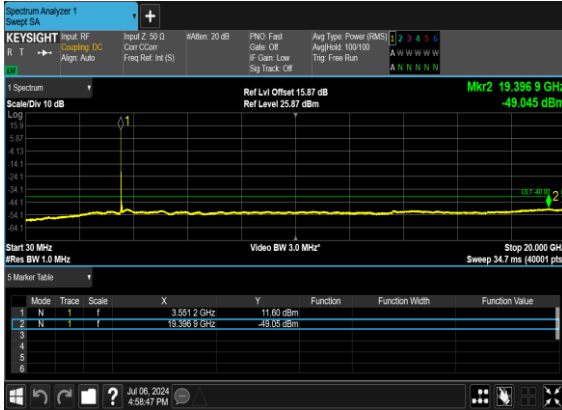 Spectrum Analyzer 1
Swept SA
+
KEYSIGHT Input: RF Input Z: 50 Ω #Atten: 20 dB PNO: Fast Avg Type: Power (RMS) 1 2 3 4 5 6
R T Coupling: DC Corr CCorr Gate: Off Avg|Hold: 100/100 A W W W W W
Align: Auto Freq Ref: Int (S) IF Gain: Low Trig: Free Run
Sig Track: Off A N N N N N
1 Spectrum Ref Lvl Offset 15.87 dB Mkr2 19.396 9 GHz
Scale/Div 10 dB Ref Level 25.87 dBm -49.045 dBm
Log
15.9
5.87
-4.13
-14.1
-24.1
-34.1
-44.1
-54.1
-64.1
1
2
Start 30 MHz Video BW 3.0 MHz* Stop 20.000 GHz
#Res BW 1.0 MHz Sweep 34.7 ms (40001 pts)
5 Marker Table
Mode Trace Scale X Y Function Function Width Function Value
1 N 1 f 3.551 2 GHz 11.60 dBm
2 N 1 f 19.396 9 GHz -49.05 dBm
3
4
5
6
? Jul 06, 2024
4:58:47 PM